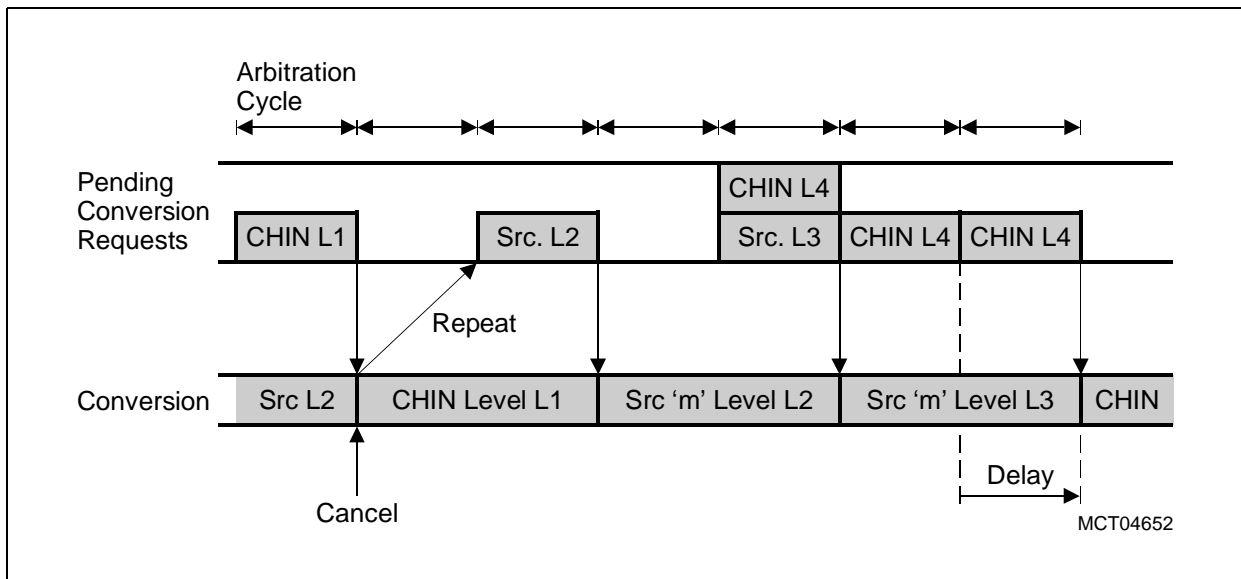 Arbitration
Cycle
Pending
Conversion
Requests
CHIN L4
CHIN L1
Src. L2
Src. L3
CHIN L4
CHIN L4
Repeat
Conversion
Src L2
CHIN Level L1
Src ‘m’ Level L2
Src ‘m’ Level L3
CHIN
Delay
Cancel
MCT04652